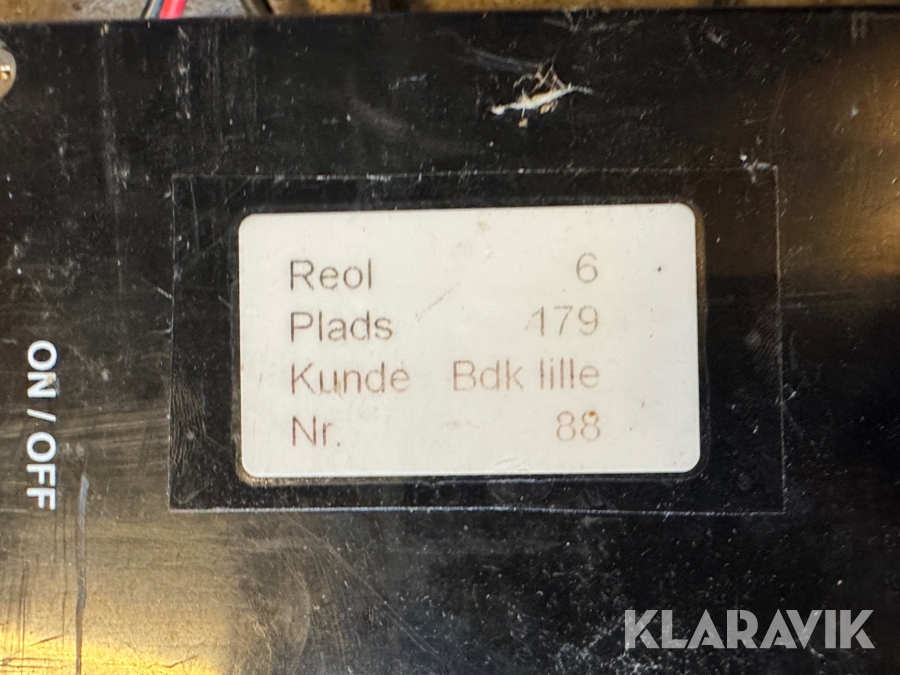 Reol 6
Plads 179
Kunde Bdk lille
Nr. 88
ON / OFF
KLARAVIK